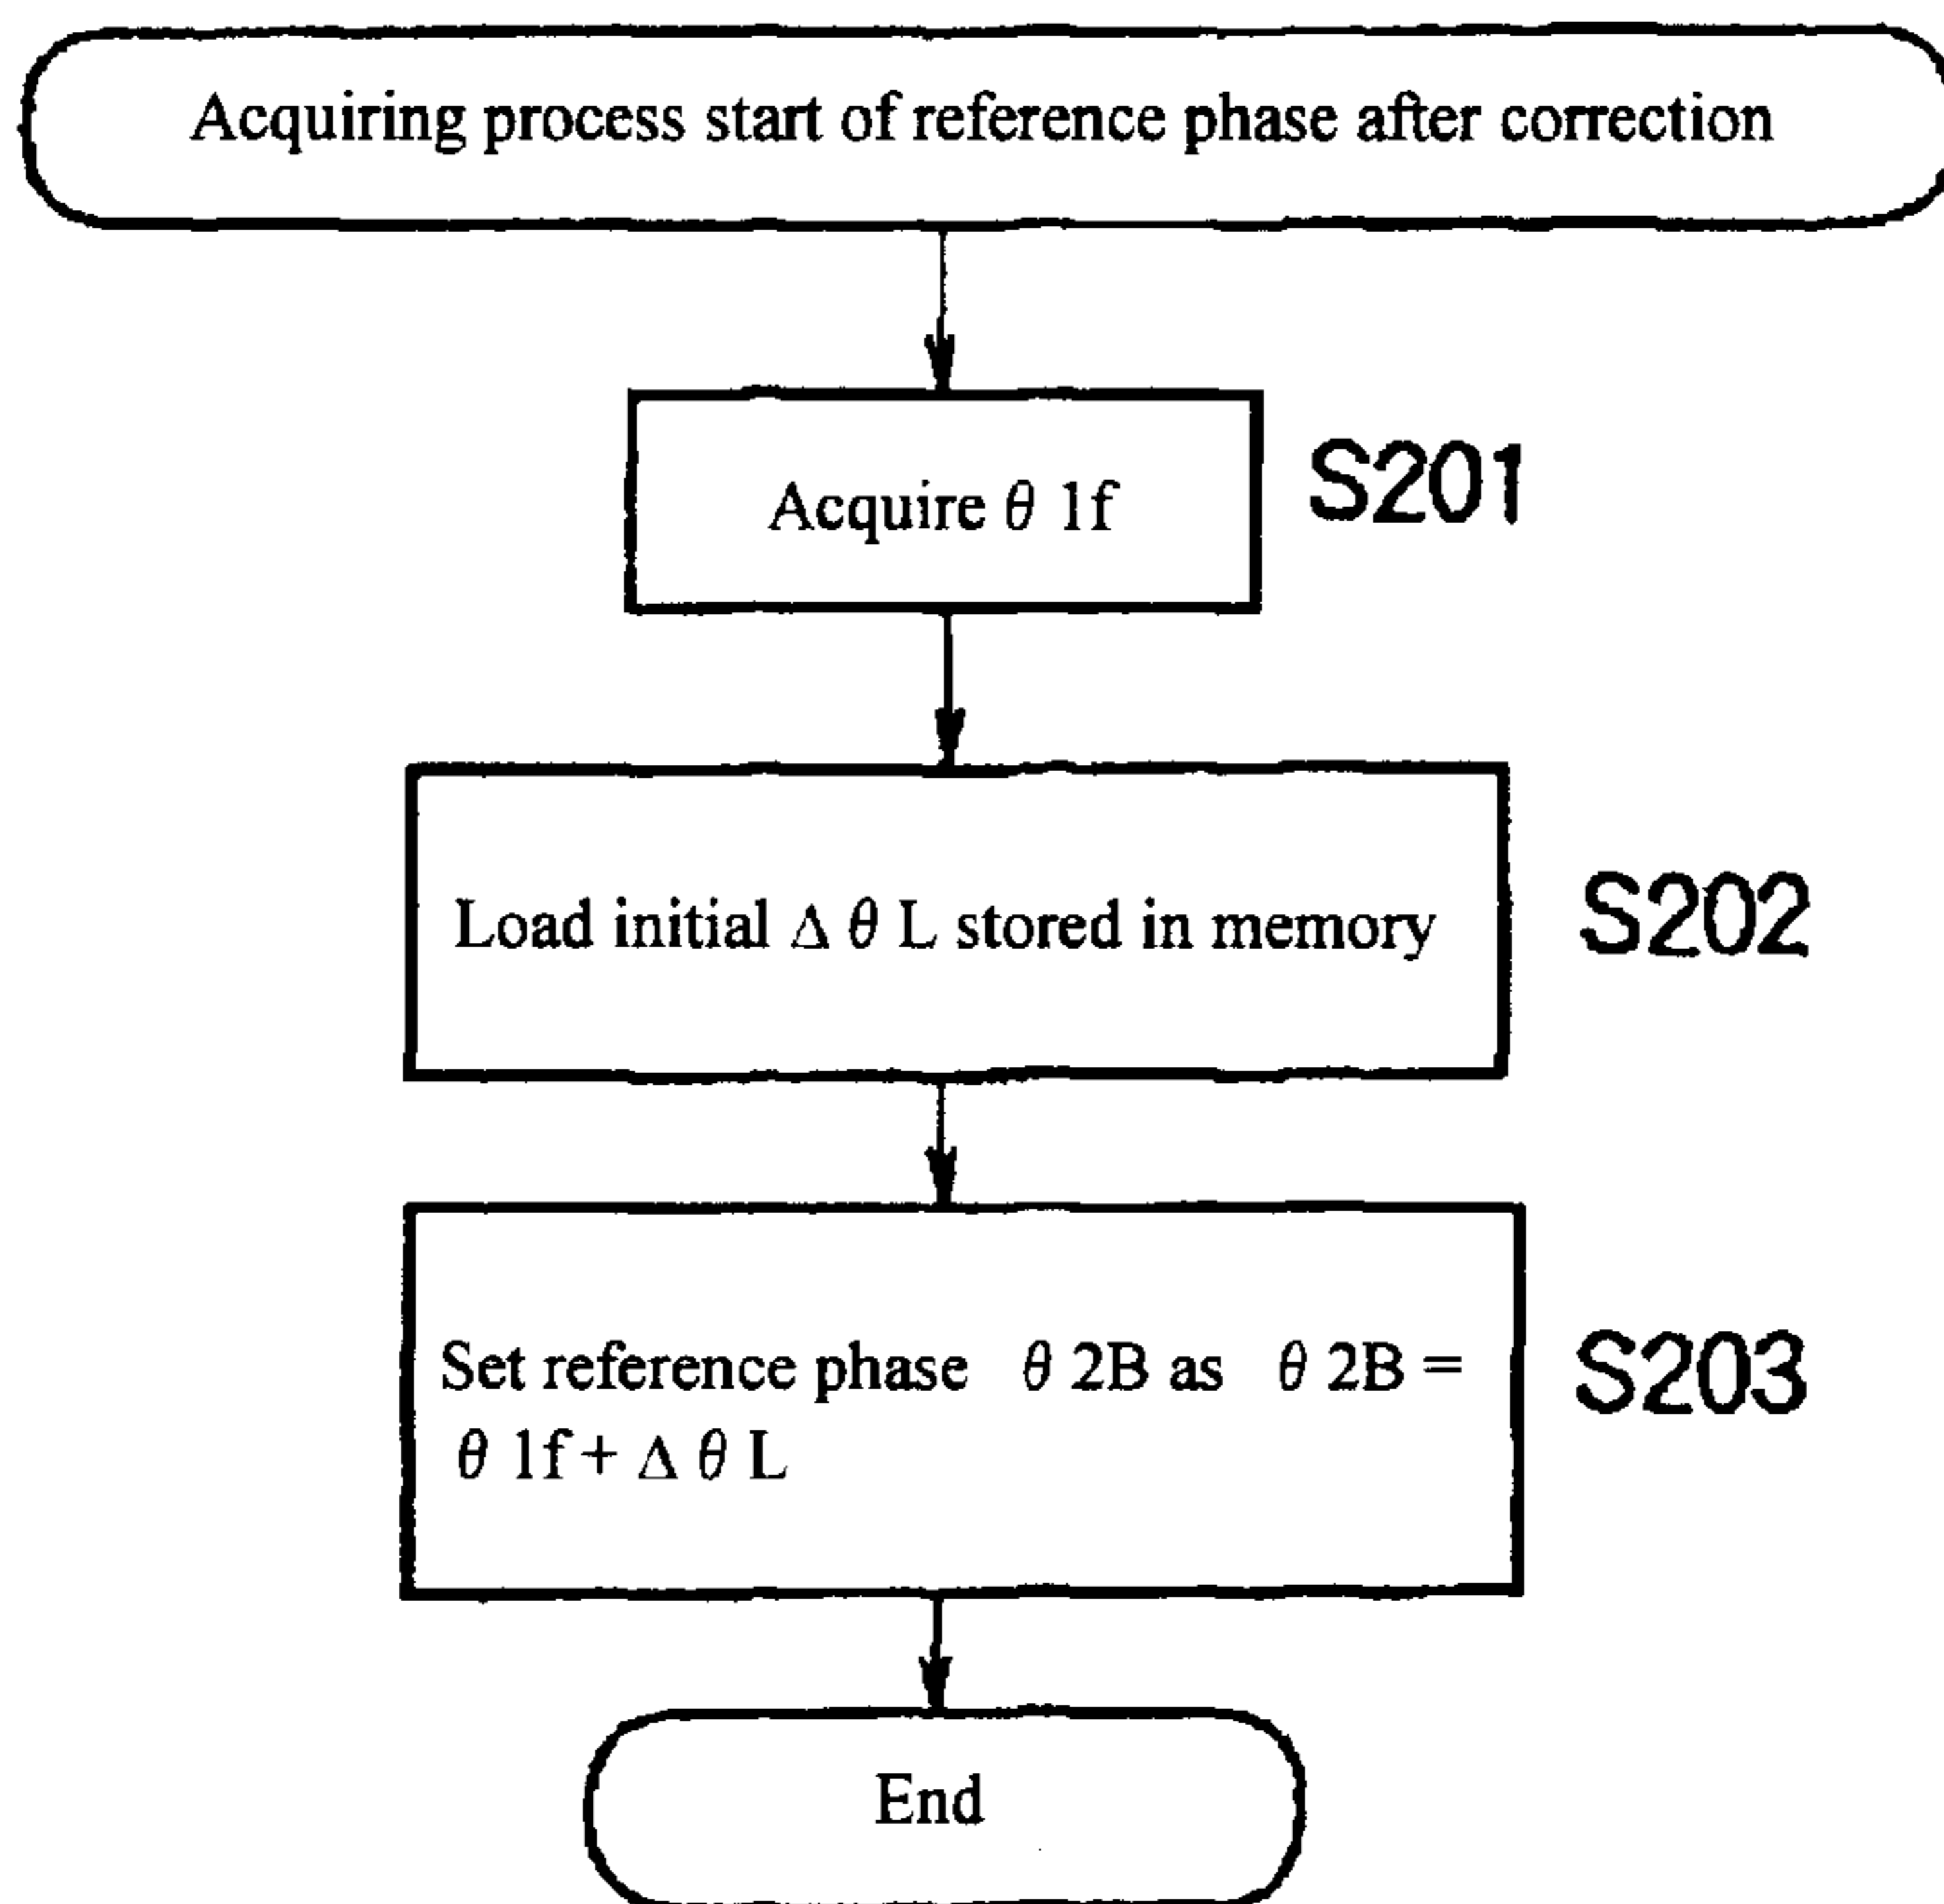 Acquiring process start of reference phase after correction
Acquire θ 1f
S201
Load initial Δ θ L stored in memory
S202
Set reference phase θ 2B as θ 2B =
θ 1f + Δ θ L
S203
End